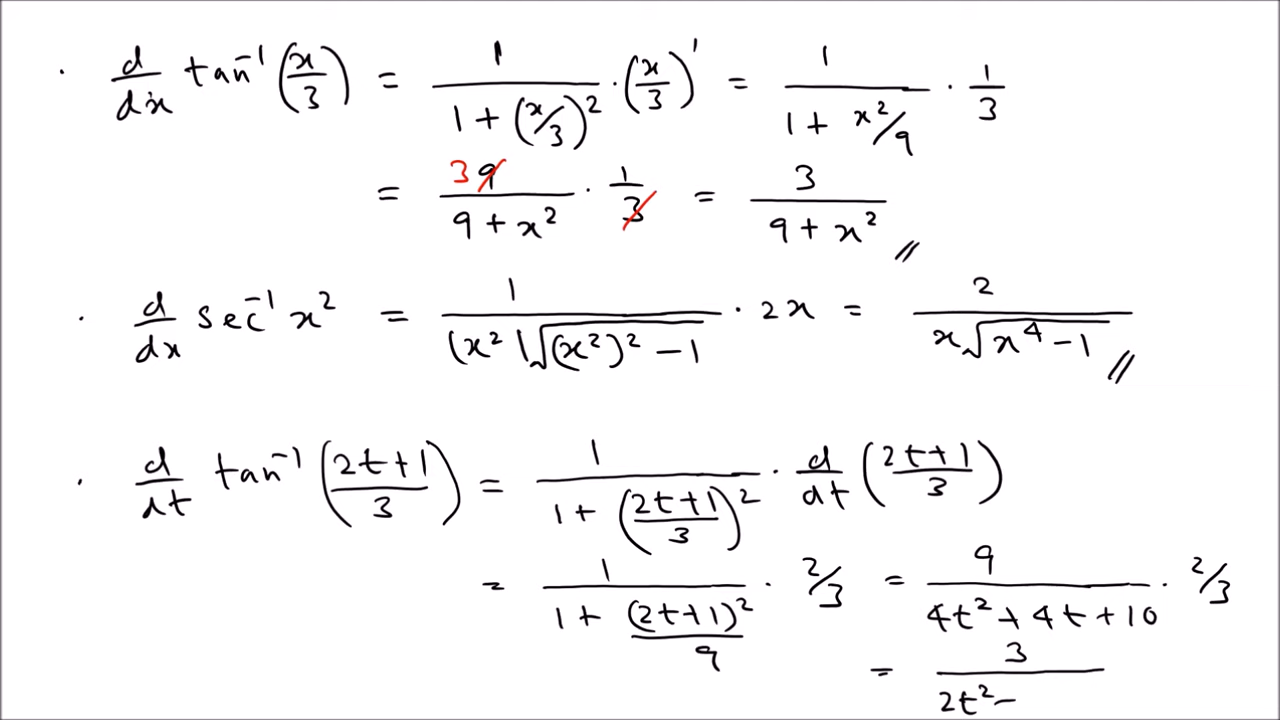 · d/dx tan⁻¹(x/3) = 1/(1 + (x/3)²) · (x/3)' = 1/(1 + x²/9) · 1/3
= 3 9/(9 + x²) · 1/3 = 3/(9 + x²) //
· d/dx sec⁻¹ x² = 1/(|x²|√((x²)² − 1)) · 2x = 2/(x√(x⁴ − 1)) //
· d/dt tan⁻¹((2t+1)/3) = 1/(1 + ((2t+1)/3)²) · d/dt((2t+1)/3)
= 1/(1 + (2t+1)²/9) · 2/3 = 9/(4t² + 4t + 10) · 2/3
= 3/(2t² −